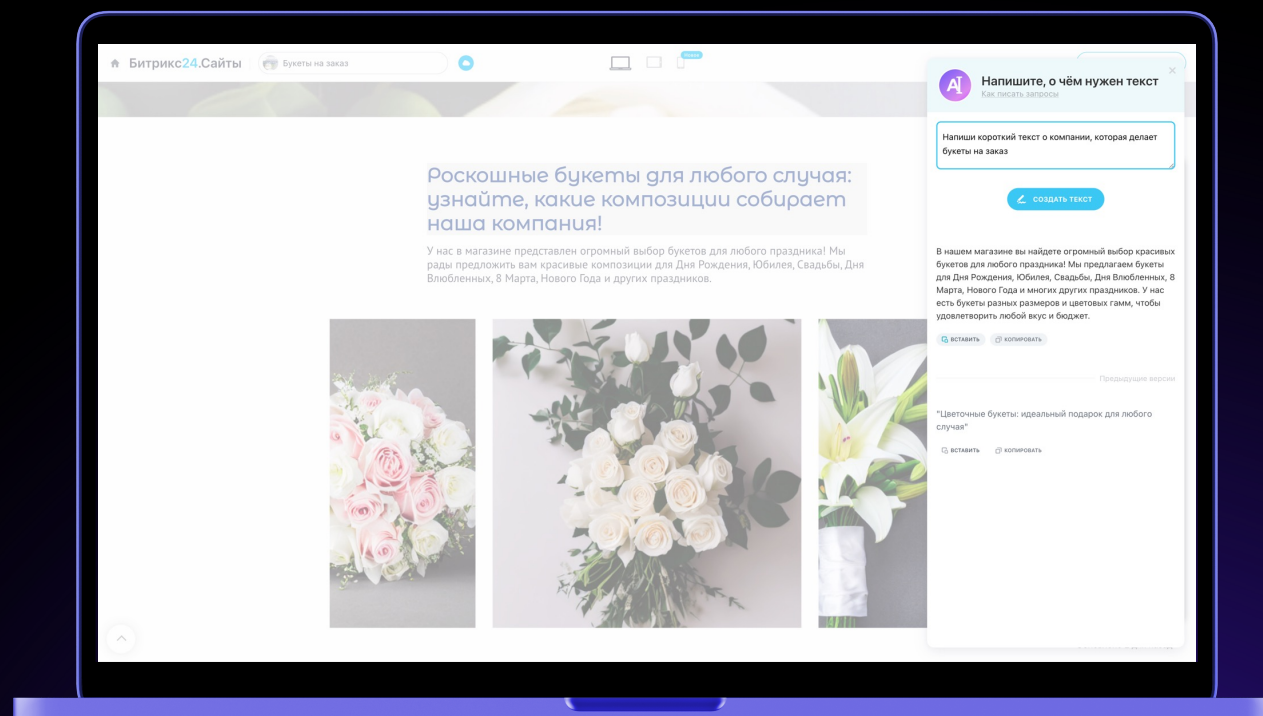 Битрикс24.Сайты
Букеты на заказ
Роскошные букеты для любого случая:
узнайте, какие композиции собирает
наша компания!
У нас в магазине представлен огромный выбор букетов для любого праздника! Мы
рады предложить вам красивые композиции для Дня Рождения, Юбилея, Свадьбы, Дня
Влюбленных, 8 Марта, Нового Года и других праздников.
AI
Напишите, о чём нужен текст
Как писать запросы
Напиши короткий текст о компании, которая делает
букеты на заказ
СОЗДАТЬ ТЕКСТ
В нашем магазине вы найдете огромный выбор красивых
букетов для любого праздника! Мы предлагаем букеты
для Дня Рождения, Юбилея, Свадьбы, Дня Влюбленных, 8
Марта, Нового Года и многих других праздников. У нас
есть букеты разных размеров и цветовых гамм, чтобы
удовлетворить любой вкус и бюджет.
ВСТАВИТЬ КОПИРОВАТЬ
Предыдущие версии
"Цветочные букеты: идеальный подарок для любого
случая"
ВСТАВИТЬ КОПИРОВАТЬ